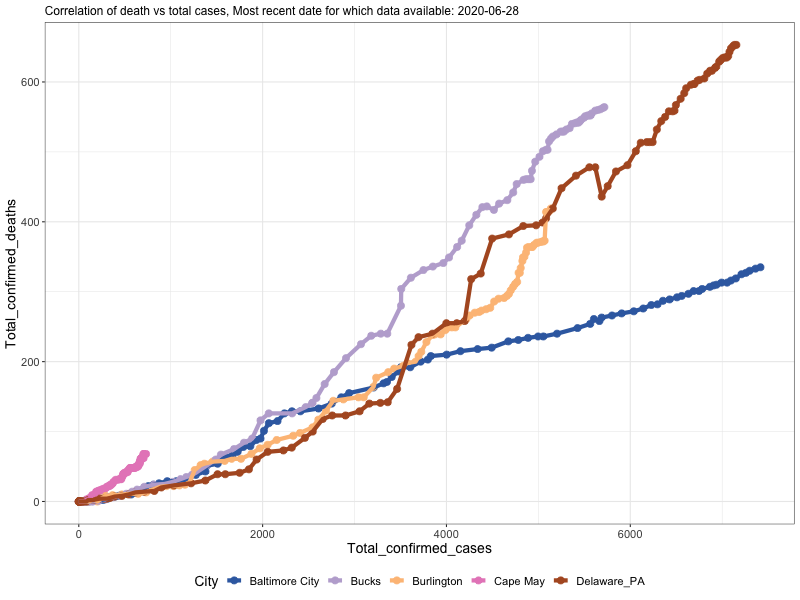 Correlation of death vs total cases, Most recent date for which data available: 2020-06-28
Total_confirmed_deaths
600
400
200
0
0 2000 4000 6000
Total_confirmed_cases
City Baltimore City Bucks Burlington Cape May Delaware_PA